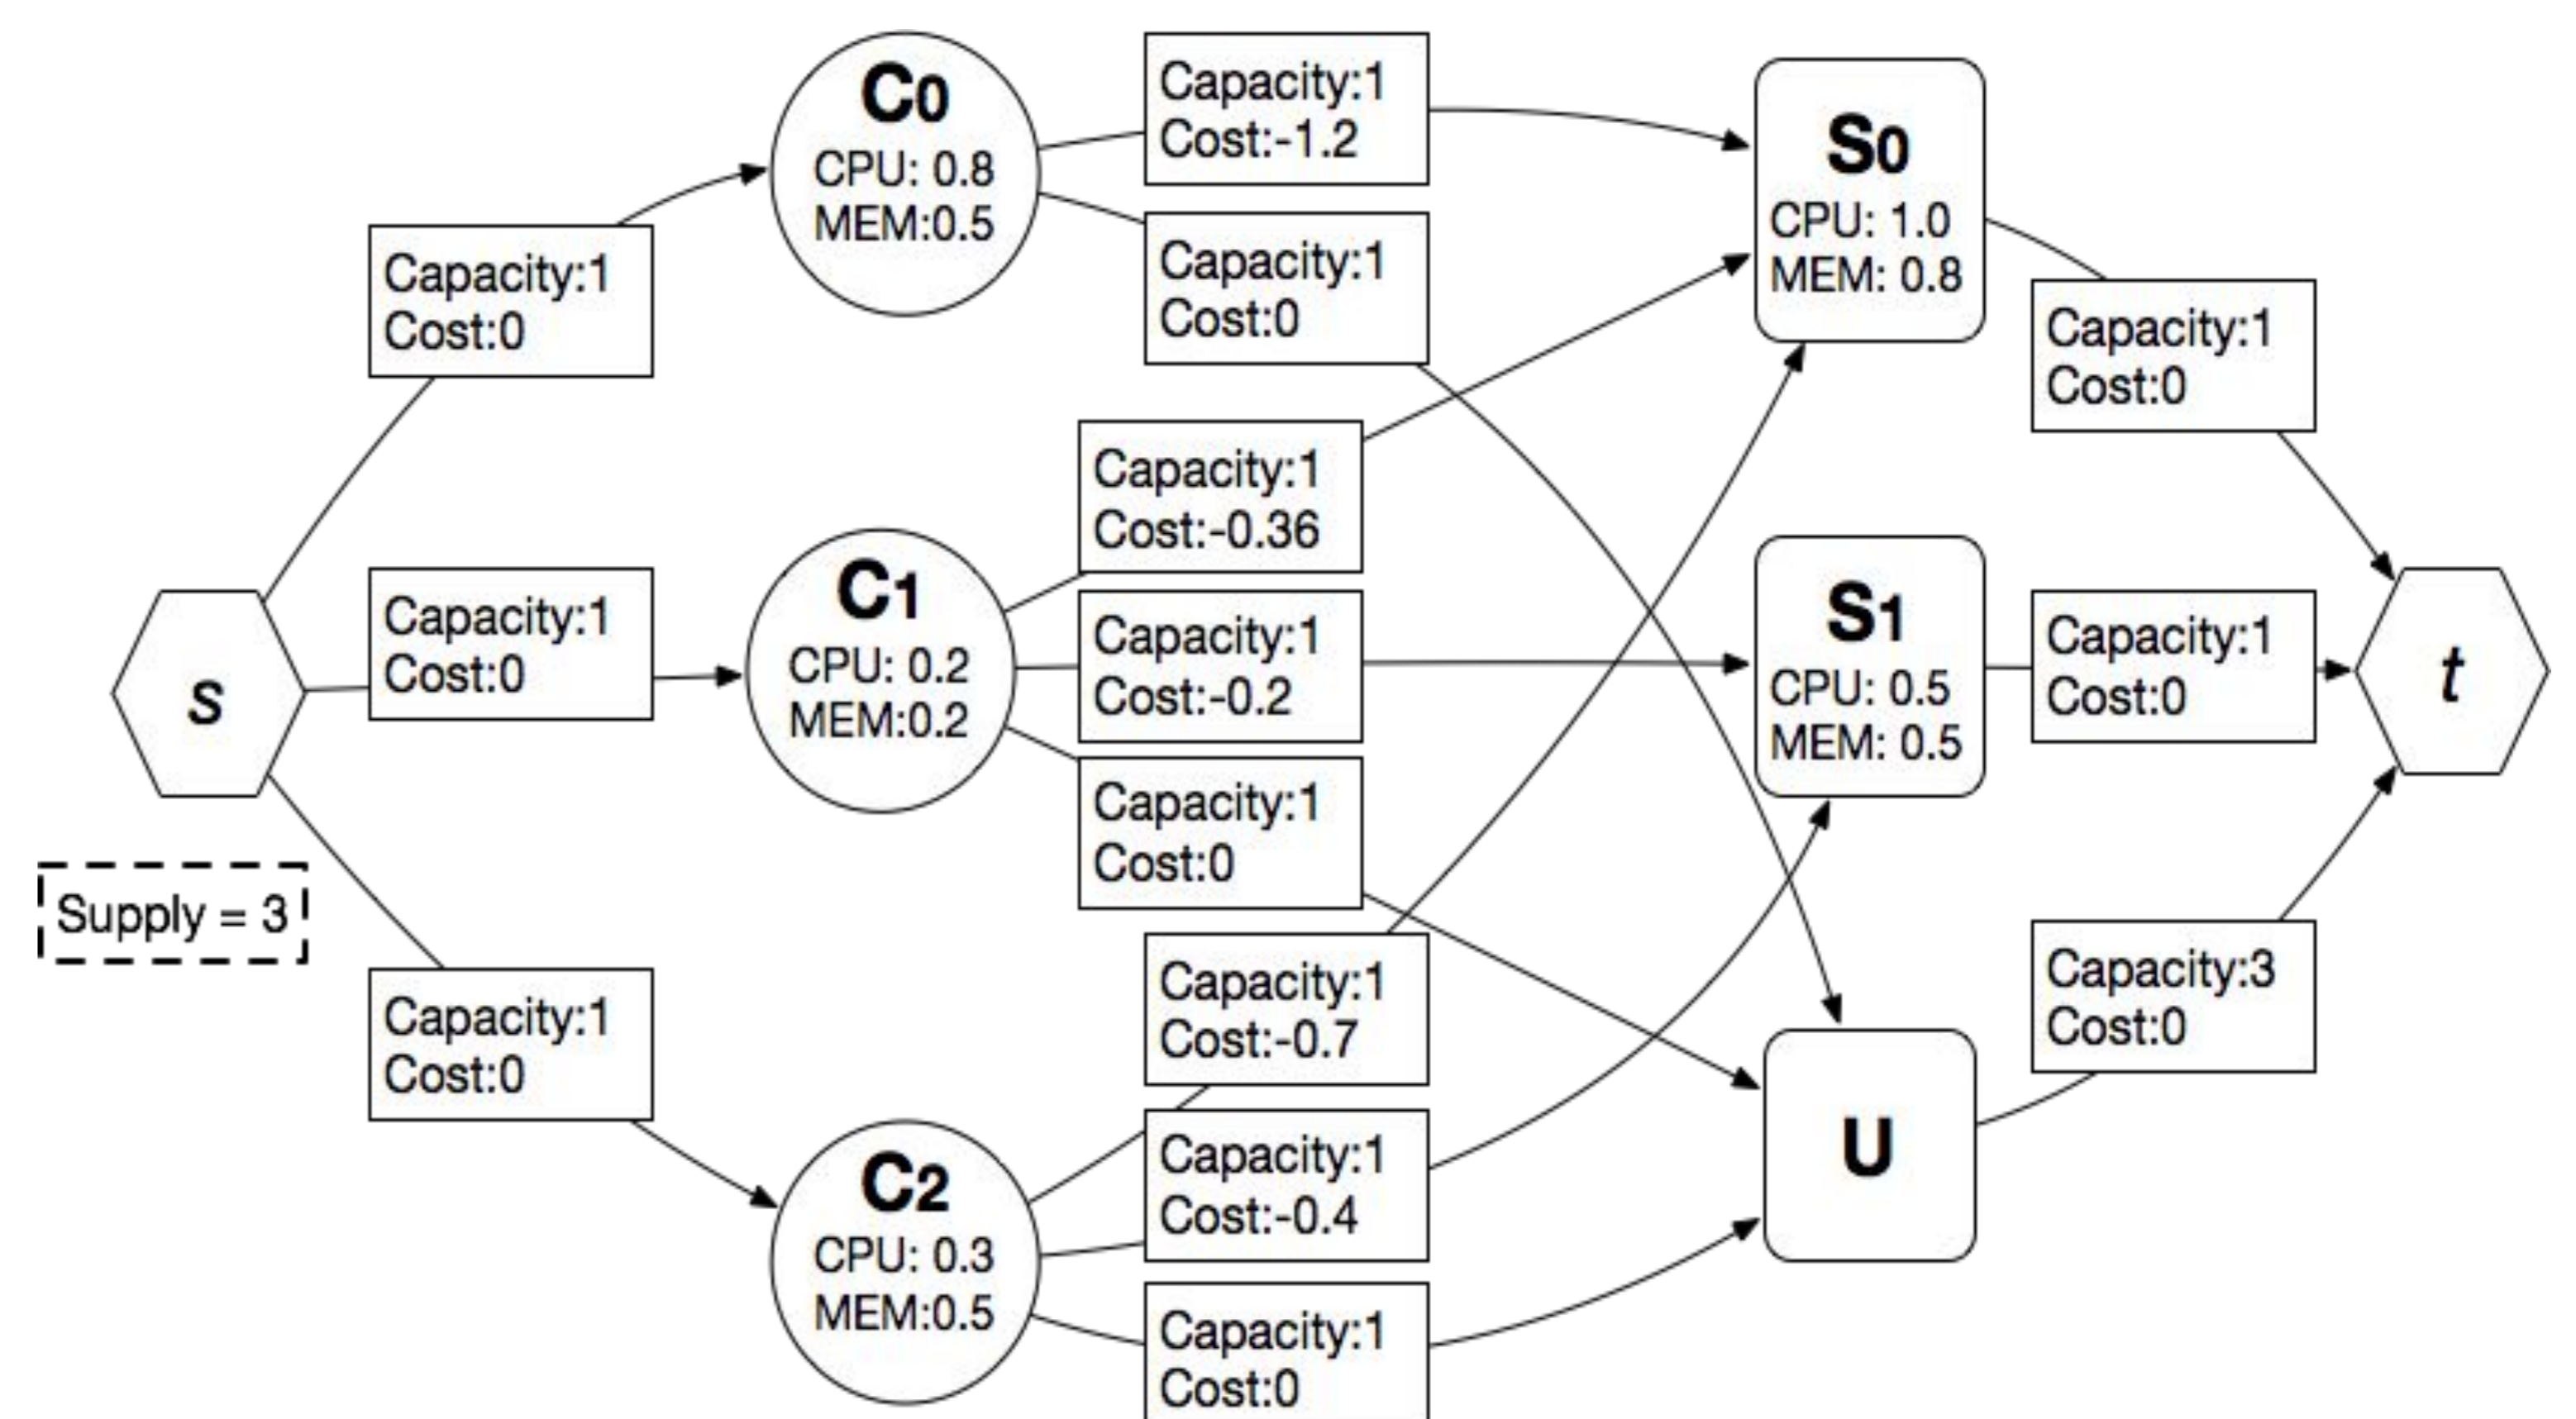 C0
CPU: 0.8
MEM:0.5
Capacity:1
Cost:-1.2
Capacity:1
Cost:0
S0
CPU: 1.0
MEM: 0.8
Capacity:1
Cost:0
Capacity:1
Cost:0
Capacity:1
Cost:-0.36
s
Capacity:1
Cost:0
C1
CPU: 0.2
MEM:0.2
Capacity:1
Cost:-0.2
S1
CPU: 0.5
MEM: 0.5
Capacity:1
Cost:0
t
Capacity:1
Cost:0
Supply = 3
Capacity:1
Cost:0
Capacity:1
Cost:-0.7
Capacity:3
Cost:0
C2
CPU: 0.3
MEM:0.5
Capacity:1
Cost:-0.4
U
Capacity:1
Cost:0